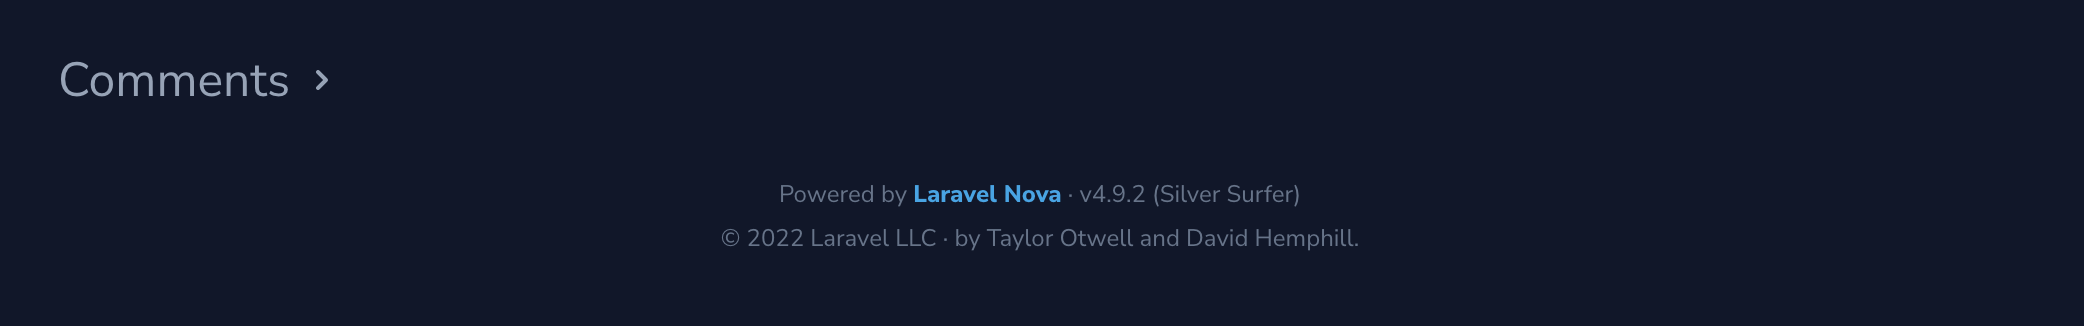 Comments
Powered by Laravel Nova · v4.9.2 (Silver Surfer)
© 2022 Laravel LLC · by Taylor Otwell and David Hemphill.